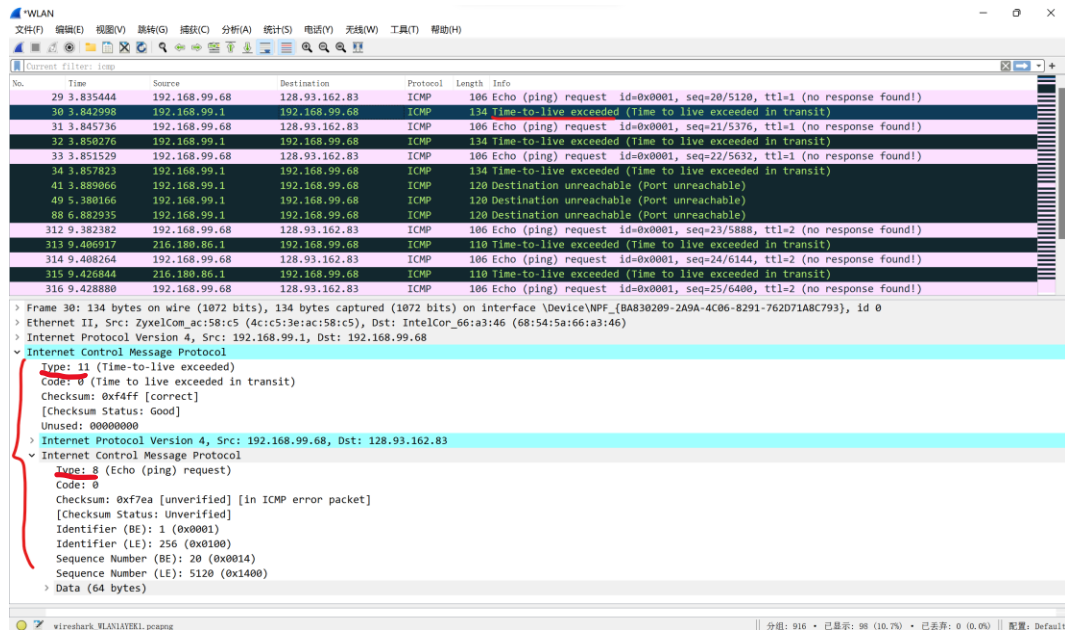 *WLAN
文件(F) 编辑(E) 视图(V) 跳转(G) 捕获(C) 分析(A) 统计(S) 电话(Y) 无线(W) 工具(T) 帮助(H)
Current filter: icmp
No. Time Source Destination Protocol Length Info
29 3.835444 192.168.99.68 128.93.162.83 ICMP 106 Echo (ping) request id=0x0001, seq=20/5120, ttl=1 (no response found!)
30 3.842998 192.168.99.1 192.168.99.68 ICMP 134 Time-to-live exceeded (Time to live exceeded in transit)
31 3.845736 192.168.99.68 128.93.162.83 ICMP 106 Echo (ping) request id=0x0001, seq=21/5376, ttl=1 (no response found!)
32 3.850276 192.168.99.1 192.168.99.68 ICMP 134 Time-to-live exceeded (Time to live exceeded in transit)
33 3.851529 192.168.99.68 128.93.162.83 ICMP 106 Echo (ping) request id=0x0001, seq=22/5632, ttl=1 (no response found!)
34 3.857823 192.168.99.1 192.168.99.68 ICMP 134 Time-to-live exceeded (Time to live exceeded in transit)
41 3.889066 192.168.99.1 192.168.99.68 ICMP 120 Destination unreachable (Port unreachable)
49 5.380166 192.168.99.1 192.168.99.68 ICMP 120 Destination unreachable (Port unreachable)
88 6.882935 192.168.99.1 192.168.99.68 ICMP 120 Destination unreachable (Port unreachable)
312 9.382382 192.168.99.68 128.93.162.83 ICMP 106 Echo (ping) request id=0x0001, seq=23/5888, ttl=2 (no response found!)
313 9.406917 216.180.86.1 192.168.99.68 ICMP 110 Time-to-live exceeded (Time to live exceeded in transit)
314 9.408264 192.168.99.68 128.93.162.83 ICMP 106 Echo (ping) request id=0x0001, seq=24/6144, ttl=2 (no response found!)
315 9.426844 216.180.86.1 192.168.99.68 ICMP 110 Time-to-live exceeded (Time to live exceeded in transit)
316 9.428880 192.168.99.68 128.93.162.83 ICMP 106 Echo (ping) request id=0x0001, seq=25/6400, ttl=2 (no response found!)
Frame 30: 134 bytes on wire (1072 bits), 134 bytes captured (1072 bits) on interface \Device\NPF_{BA830209-2A9A-4C06-8291-762D71A8C793}, id 0
Ethernet II, Src: ZyxelCom_ac:58:c5 (4c:c5:3e:ac:58:c5), Dst: IntelCor_66:a3:46 (68:54:5a:66:a3:46)
Internet Protocol Version 4, Src: 192.168.99.1, Dst: 192.168.99.68
Internet Control Message Protocol
Type: 11 (Time-to-live exceeded)
Code: 0 (Time to live exceeded in transit)
Checksum: 0xf4ff [correct]
[Checksum Status: Good]
Unused: 00000000
Internet Protocol Version 4, Src: 192.168.99.68, Dst: 128.93.162.83
Internet Control Message Protocol
Type: 8 (Echo (ping) request)
Code: 0
Checksum: 0xf7ea [unverified] [in ICMP error packet]
[Checksum Status: Unverified]
Identifier (BE): 1 (0x0001)
Identifier (LE): 256 (0x0100)
Sequence Number (BE): 20 (0x0014)
Sequence Number (LE): 5120 (0x1400)
Data (64 bytes)
wireshark_WLAN1AYEK1.pcapng 分组: 916 • 已显示: 98 (10.7%) • 已丢弃: 0 (0.0%) 配置: Default